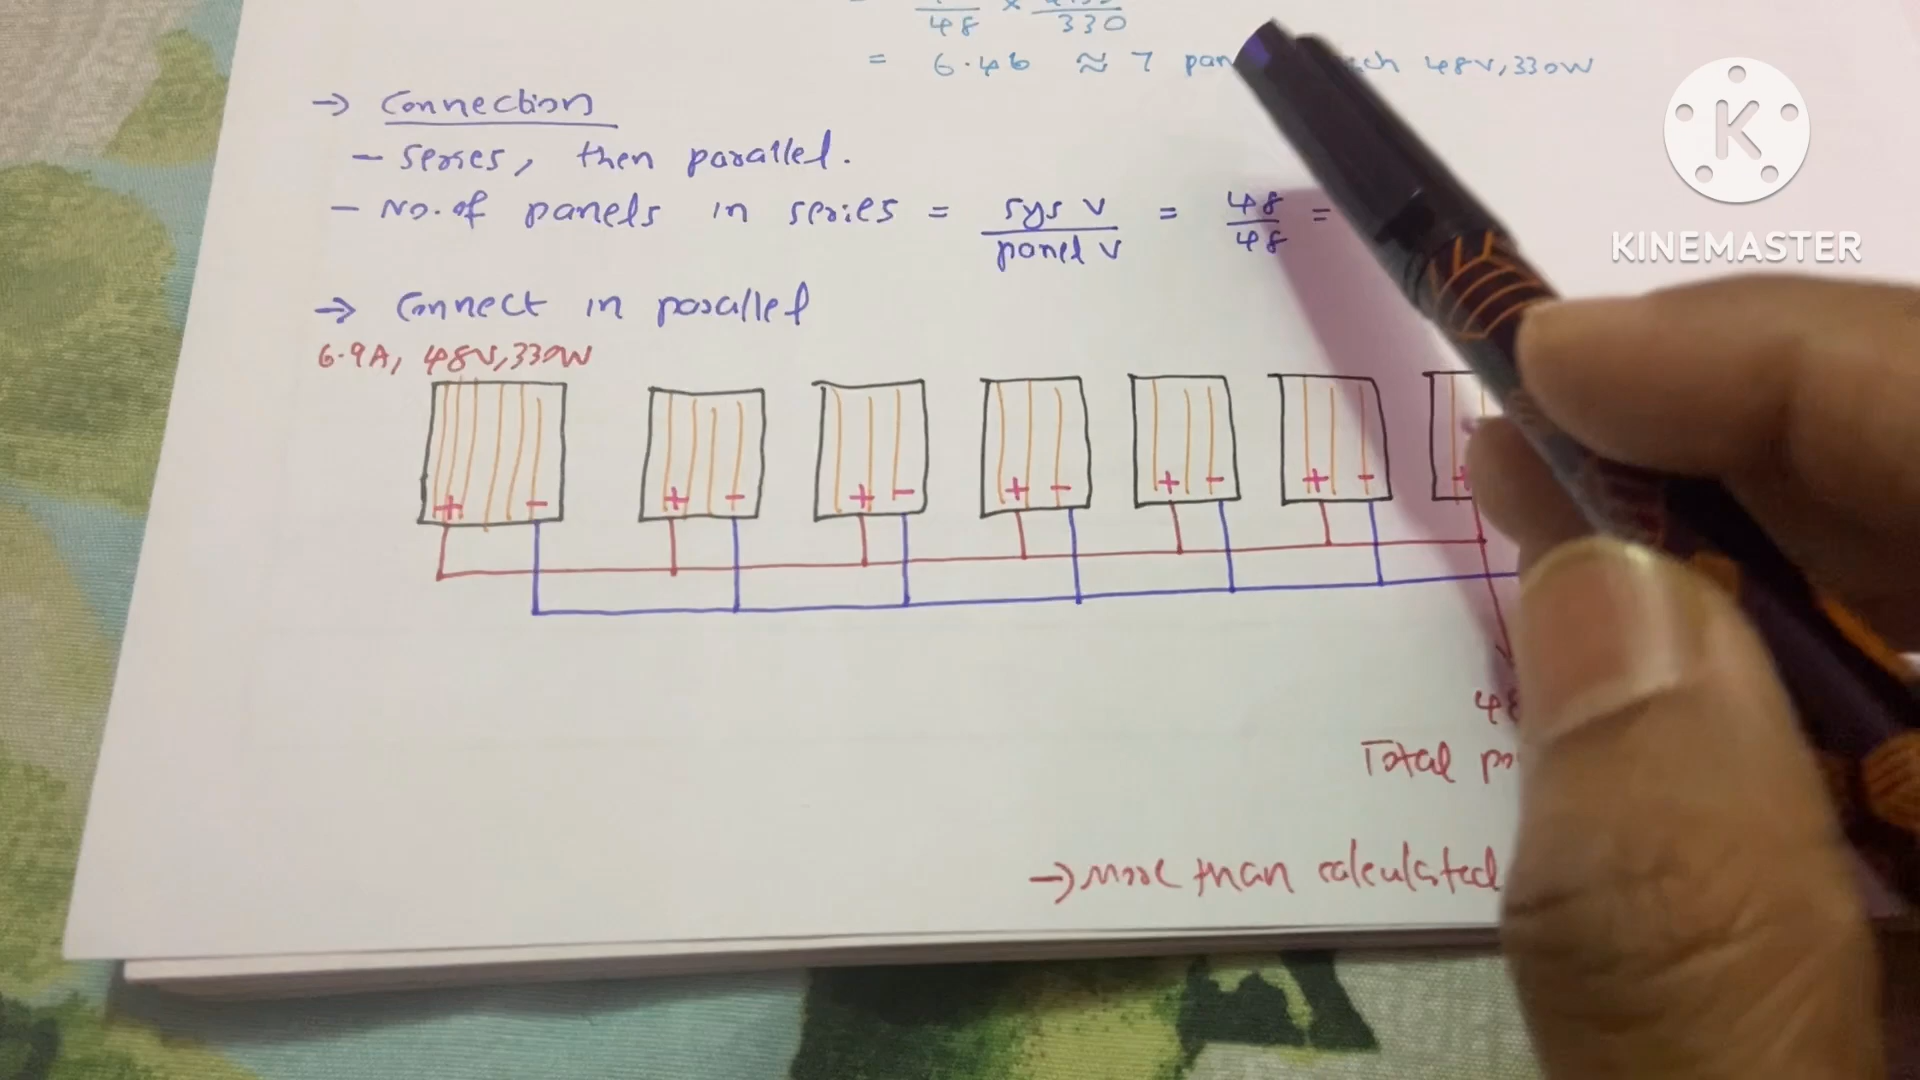 48 × 330
= 6.46 ≈ 7 48V, 330W
→ Connection
- series, then parallel.
- No. of panels in series = sys V / panel V = 48 / 48 =
→ Connect in parallel
6.9A, 48V, 330W
+ - + - + - + - + - + - +
Total
→ more than calculated
K
KINEMASTER